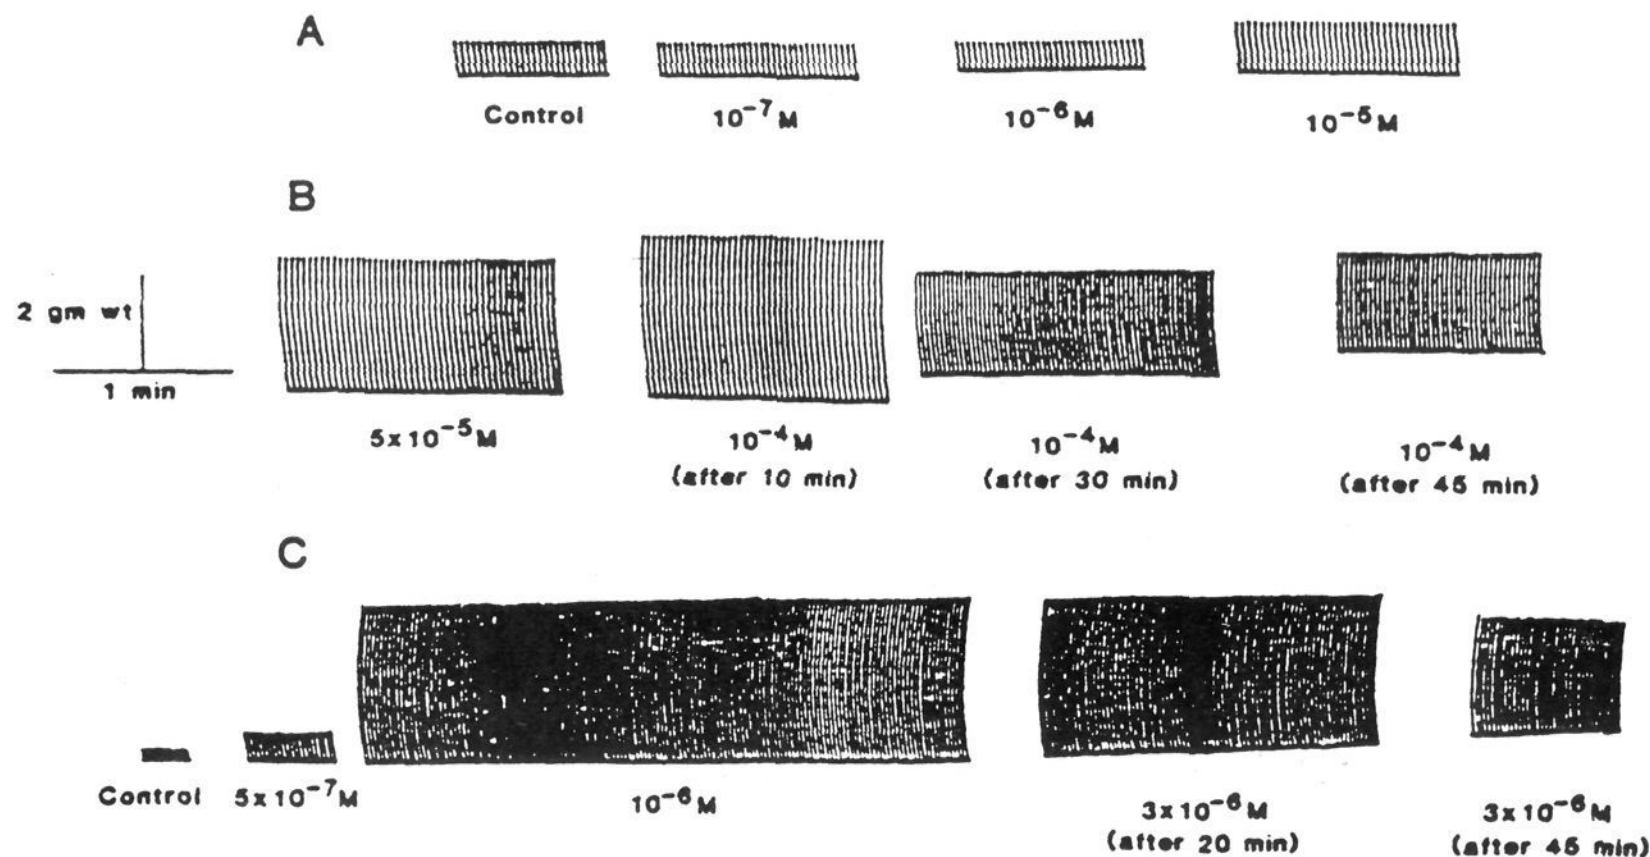 A
Control 10⁻⁷M 10⁻⁶M 10⁻⁵M
B
2 gm wt
1 min
5x10⁻⁵M 10⁻⁴M 10⁻⁴M 10⁻⁴M
(after 10 min) (after 30 min) (after 45 min)
C
Control 5x10⁻⁷M 10⁻⁶M 3x10⁻⁶M 3x10⁻⁶M
(after 20 min) (after 45 min)